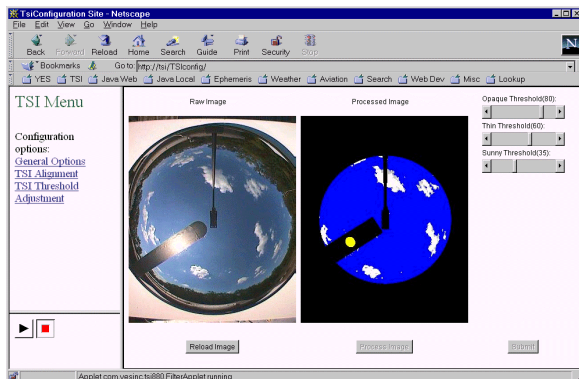 TsiConfiguration Site - Netscape
File Edit View Go Window Help
Back Forward Reload Home Search Guide Print Security Stop
N
Bookmarks Go to: http://tsi/TSIconfig/
YES TSI Java Web Java Local Ephemeris Weather Aviation Search Web Dev Misc Lookup
TSI Menu
Configuration
options:
General Options
TSI Alignment
TSI Threshold
Adjustment
Raw Image
Processed Image
Opaque Threshold(80):
Thin Threshold(60):
Sunny Threshold(35):
Reload Image
Process Image
Submit
Applet com.yesinc.tsi880.FilterApplet running